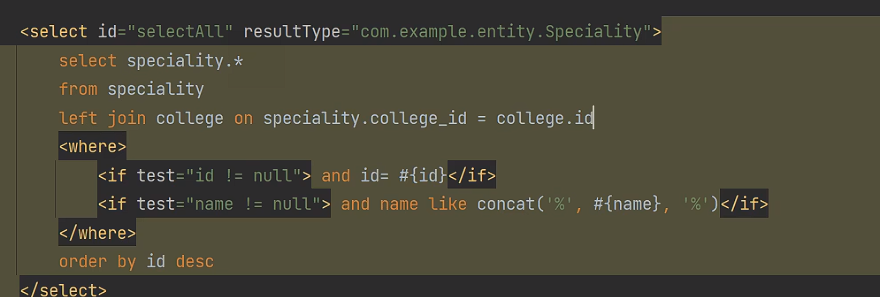 <select id="selectAll" resultType="com.example.entity.Speciality">
select speciality.*
from speciality
left join college on speciality.college_id = college.id
<where>
<if test="id != null"> and id= #{id}</if>
<if test="name != null"> and name like concat('%', #{name}, '%')</if>
</where>
order by id desc
</select>